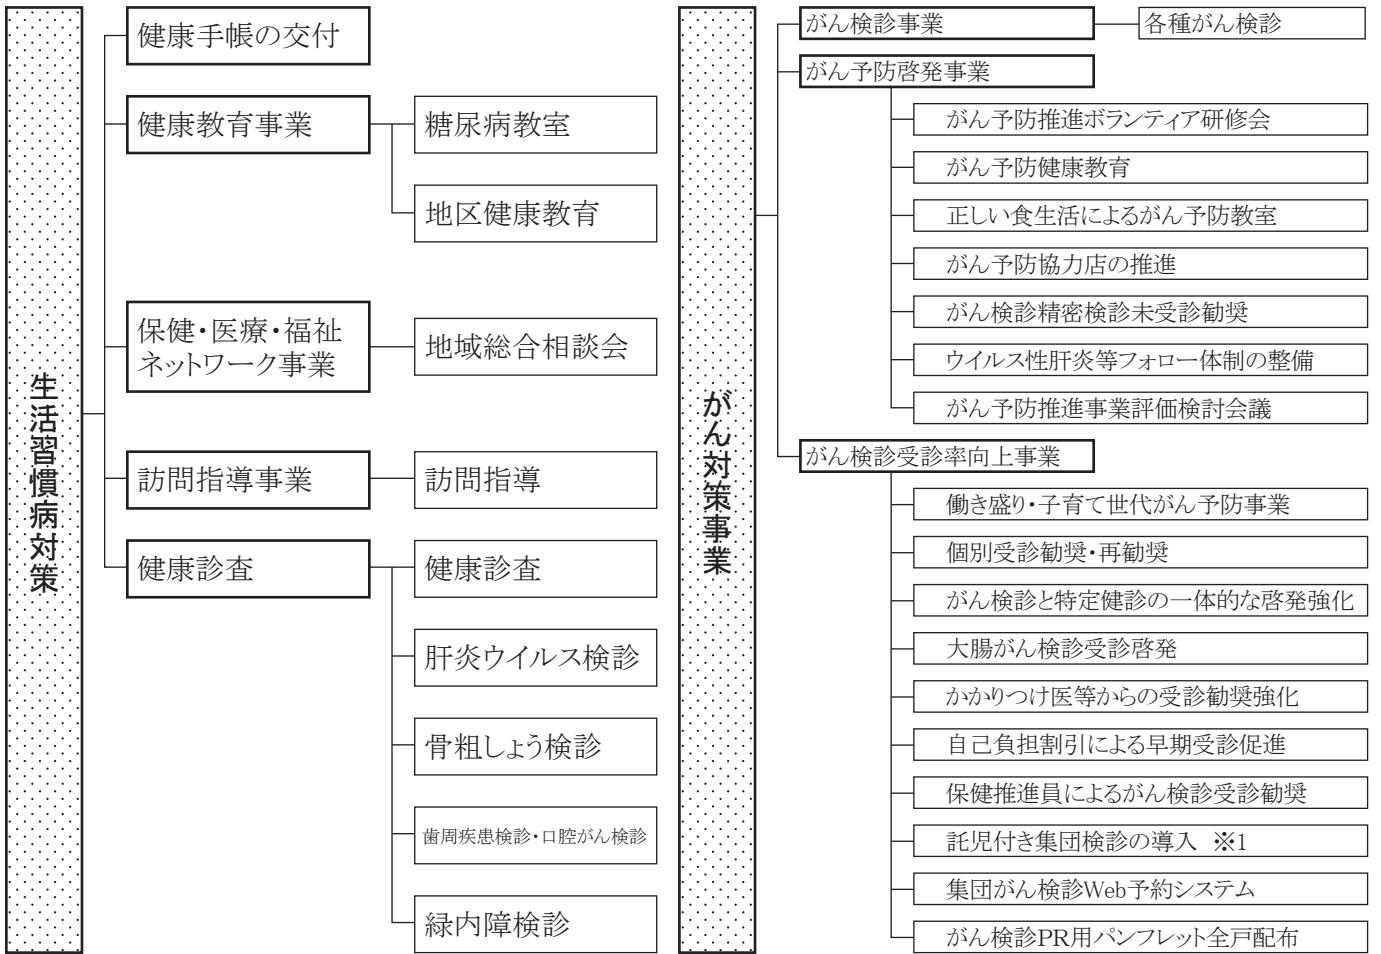 生活習慣病対策
健康手帳の交付
健康教育事業
糖尿病教室
地区健康教育
保健・医療・福祉
ネットワーク事業
地域総合相談会
訪問指導事業
訪問指導
健康診査
健康診査
肝炎ウイルス検診
骨粗しょう検診
歯周疾患検診・口腔がん検診
緑内障検診
がん対策事業
がん検診事業
各種がん検診
がん予防啓発事業
がん予防推進ボランティア研修会
がん予防健康教育
正しい食生活によるがん予防教室
がん予防協力店の推進
がん検診精密検診未受診勧奨
ウイルス性肝炎等フォロー体制の整備
がん予防推進事業評価検討会議
がん検診受診率向上事業
働き盛り・子育て世代がん予防事業
個別受診勧奨・再勧奨
がん検診と特定健診の一体的な啓発強化
大腸がん検診受診啓発
かかりつけ医等からの受診勧奨強化
自己負担割引による早期受診促進
保健推進員によるがん検診受診勧奨
託児付き集団検診の導入 ※1
集団がん検診Web予約システム
がん検診PR用パンフレット全戸配布